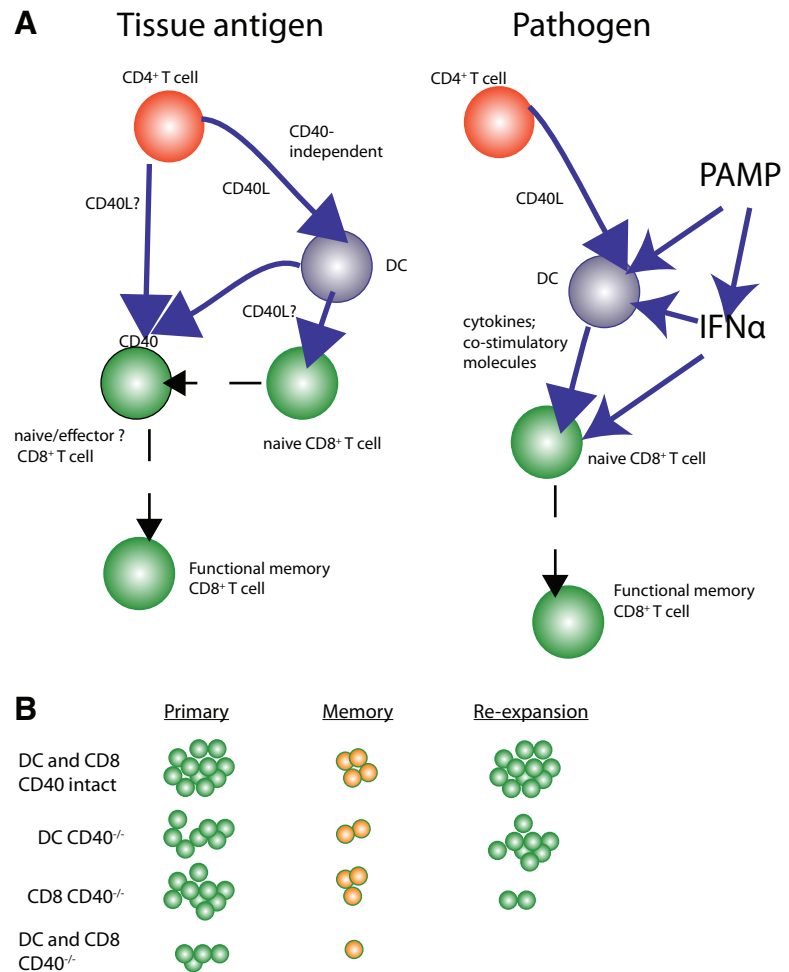 A
Tissue antigen
CD4⁺ T cell
CD40-
independent
CD40L
CD40L?
DC
CD40L?
CD40
naive/effector ?
CD8⁺ T cell
naive CD8⁺ T cell
Functional memory
CD8⁺ T cell
Pathogen
CD4⁺ T cell
PAMP
CD40L
DC
IFNα
cytokines;
co-stimulatory
molecules
naive CD8⁺ T cell
Functional memory
CD8⁺ T cell
B
Primary Memory Re-expansion
DC and CD8
CD40 intact
DC CD40⁻/⁻
CD8 CD40⁻/⁻
DC and CD8
CD40⁻/⁻